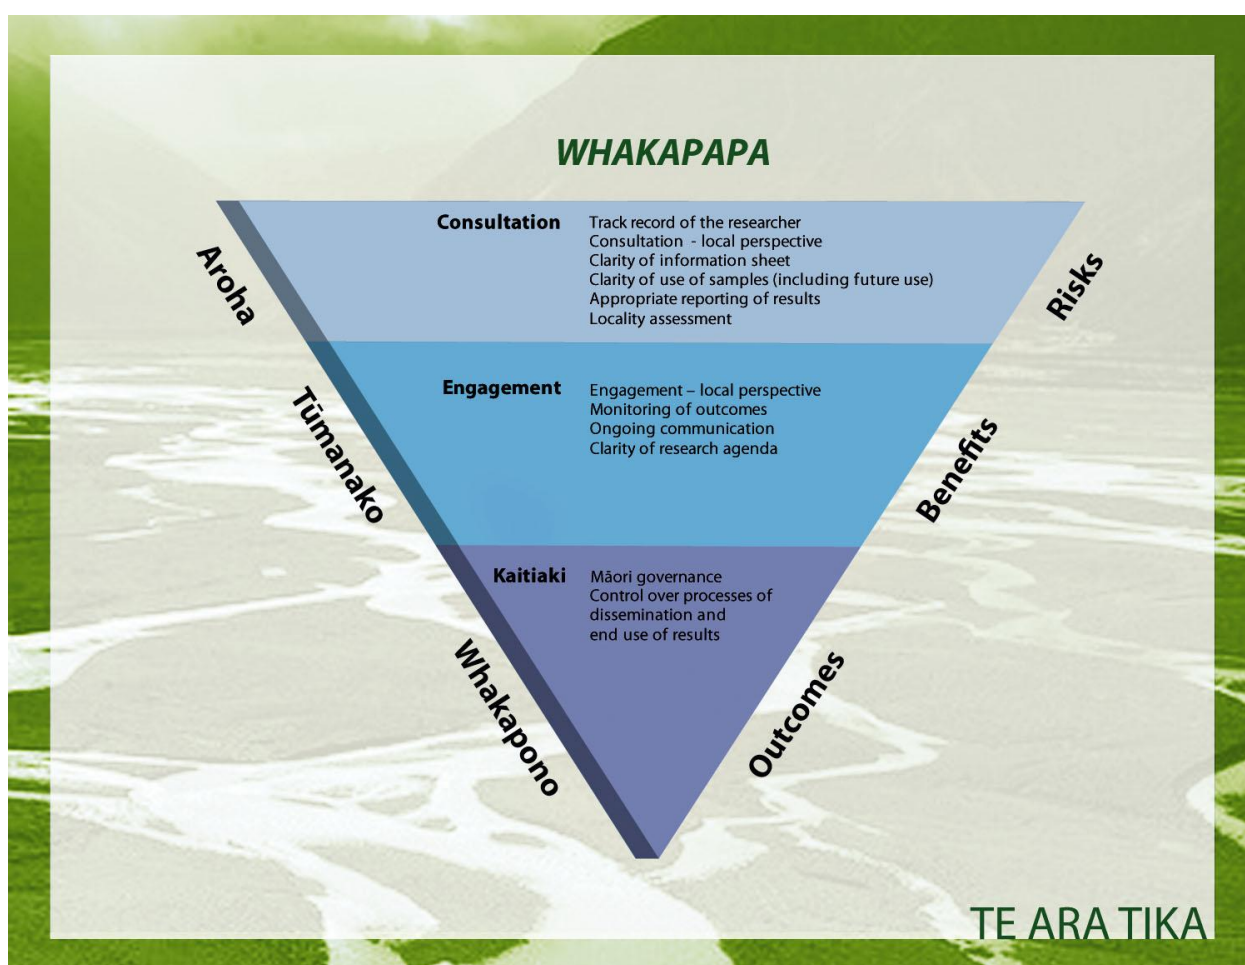 WHAKAPAPA
Consultation
Track record of the researcher
Consultation - local perspective
Clarity of information sheet
Clarity of use of samples (including future use)
Appropriate reporting of results
Locality assessment
Aroha
Risks
Engagement
Engagement – local perspective
Monitoring of outcomes
Ongoing communication
Clarity of research agenda
Tūmanako
Benefits
Kaitiaki
Māori governance
Control over processes of
dissemination and
end use of results
Whakapono
Outcomes
TE ARA TIKA